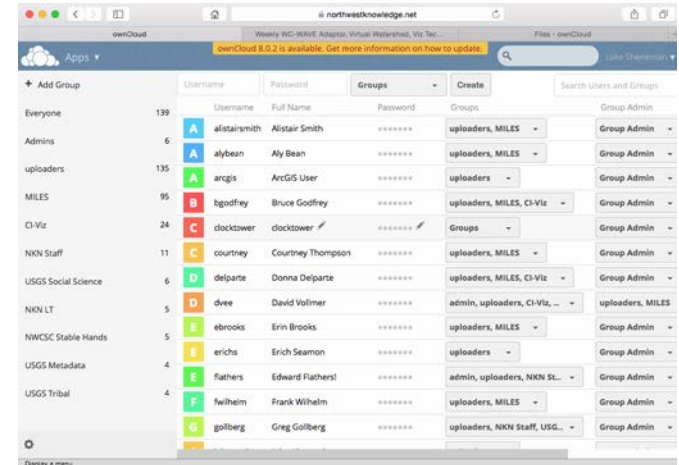 northwestknowledge.net
ownCloud
Weekly WC-WAVE Adaptor, Virtual Watershed, Viz Tec...
Files - ownCloud
Apps
ownCloud 8.0.2 is available. Get more information on how to update.
Luke Sheneman
+ Add Group
Username Password Groups Create Search Users and Groups
Username Full Name Password Groups Group Admin
Everyone 139
Admins 6
uploaders 135
MILES 95
CI-Viz 24
NKN Staff 11
USGS Social Science 6
NKN LT 5
NWCSC Stable Hands 5
USGS Metadata 4
USGS Tribal 4
A alistairsmith Alistair Smith ●●●●●●● uploaders, MILES Group Admin
A alybean Aly Bean ●●●●●●● uploaders, MILES Group Admin
A arcgis ArcGIS User ●●●●●●● uploaders Group Admin
B bgodfrey Bruce Godfrey ●●●●●●● uploaders, MILES, CI-Viz Group Admin
C clocktower clocktower ●●●●●●● Groups Group Admin
C courtney Courtney Thompson ●●●●●●● uploaders, MILES Group Admin
D delparte Donna Delparte ●●●●●●● uploaders, MILES, CI-Viz Group Admin
D dvee David Vollmer ●●●●●●● admin, uploaders, CI-Viz, ... uploaders, MILES
E ebrooks Erin Brooks ●●●●●●● uploaders, MILES Group Admin
E erichs Erich Seamon ●●●●●●● uploaders Group Admin
E flathers Edward Flathers! ●●●●●●● admin, uploaders, NKN St... Group Admin
F fwilheim Frank Wilhelm ●●●●●●● uploaders, MILES Group Admin
G gollberg Greg Gollberg ●●●●●●● uploaders, NKN Staff, USG... Group Admin
Display a menu